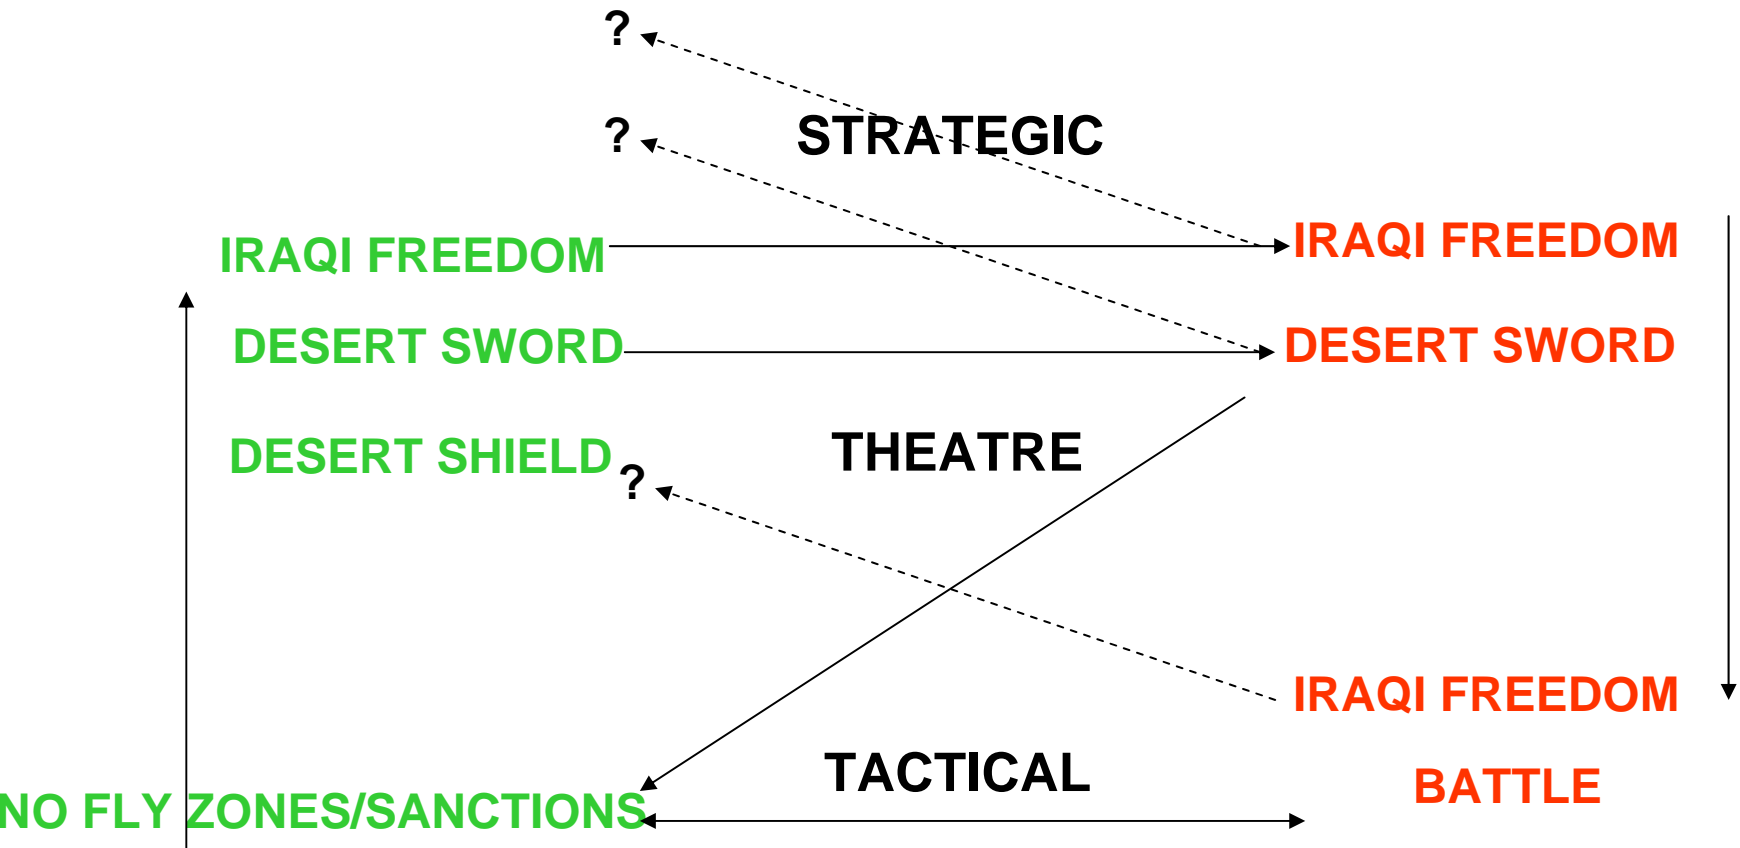 ?
? STRATEGIC
IRAQI FREEDOM IRAQI FREEDOM
DESERT SWORD DESERT SWORD
DESERT SHIELD ? THEATRE
IRAQI FREEDOM
TACTICAL BATTLE
NO FLY ZONES/SANCTIONS